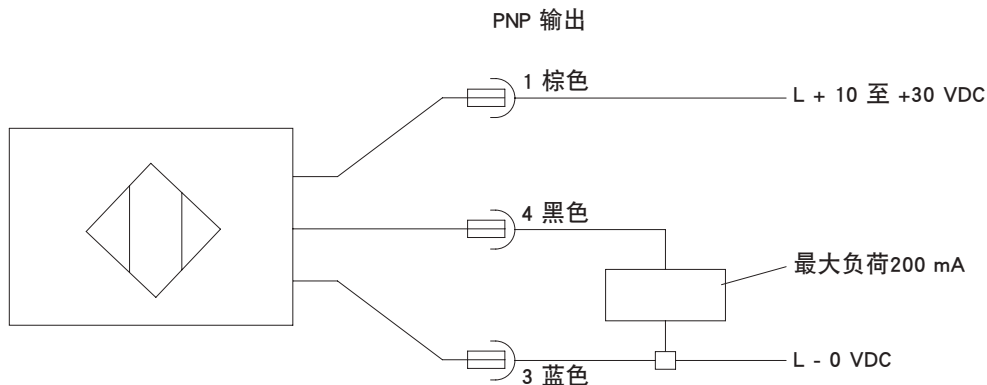 PNP 输出
1 棕色
L + 10 至 +30 VDC
4 黑色
最大负荷200 mA
L - 0 VDC
3 蓝色